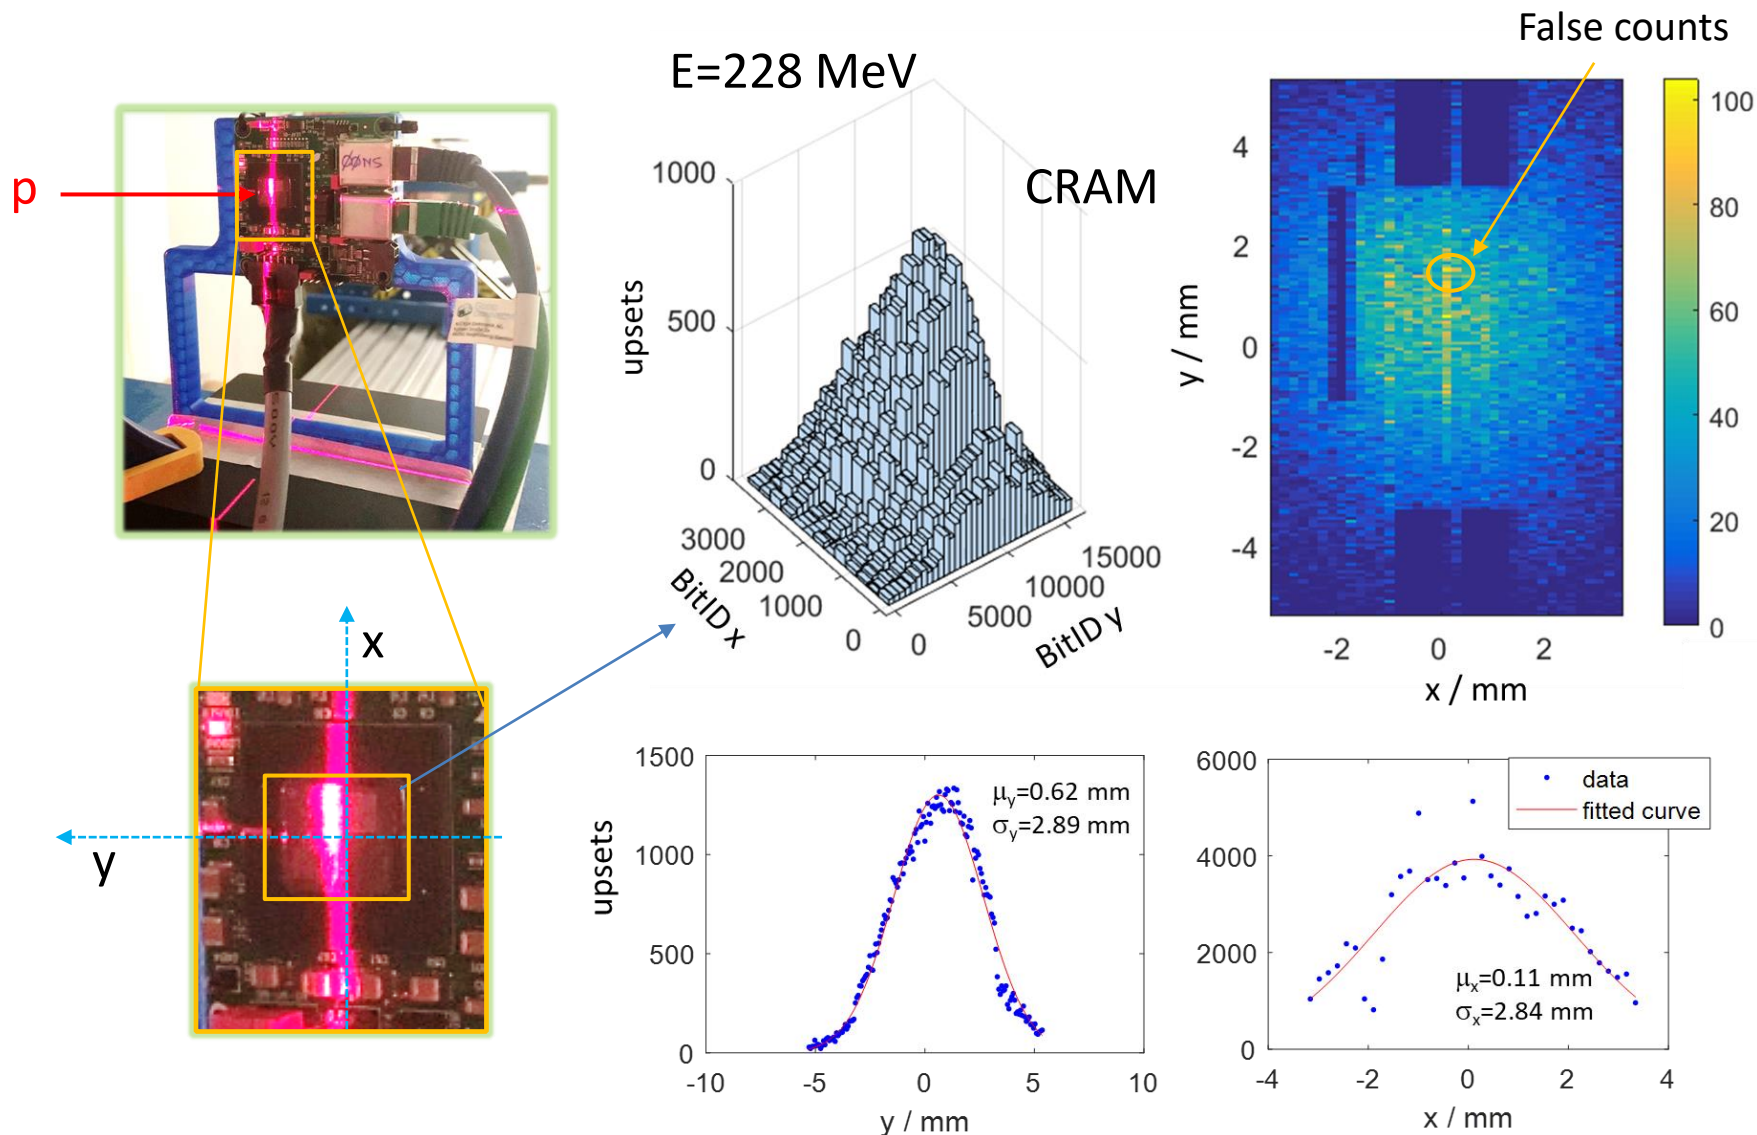 False counts
E=228 MeV
CRAM
p
ØØNS
upsets
1000
500
0
3000
2000
1000
0
BitID x
0
5000
10000
15000
BitID y
y / mm
4
2
0
-2
-4
-2
0
2
x / mm
100
80
60
40
20
0
x
y
upsets
1500
1000
500
0
-10
-5
0
5
10
y / mm
μy=0.62 mm
σy=2.89 mm
6000
4000
2000
0
-4
-2
0
2
4
x / mm
data
fitted curve
μx=0.11 mm
σx=2.84 mm